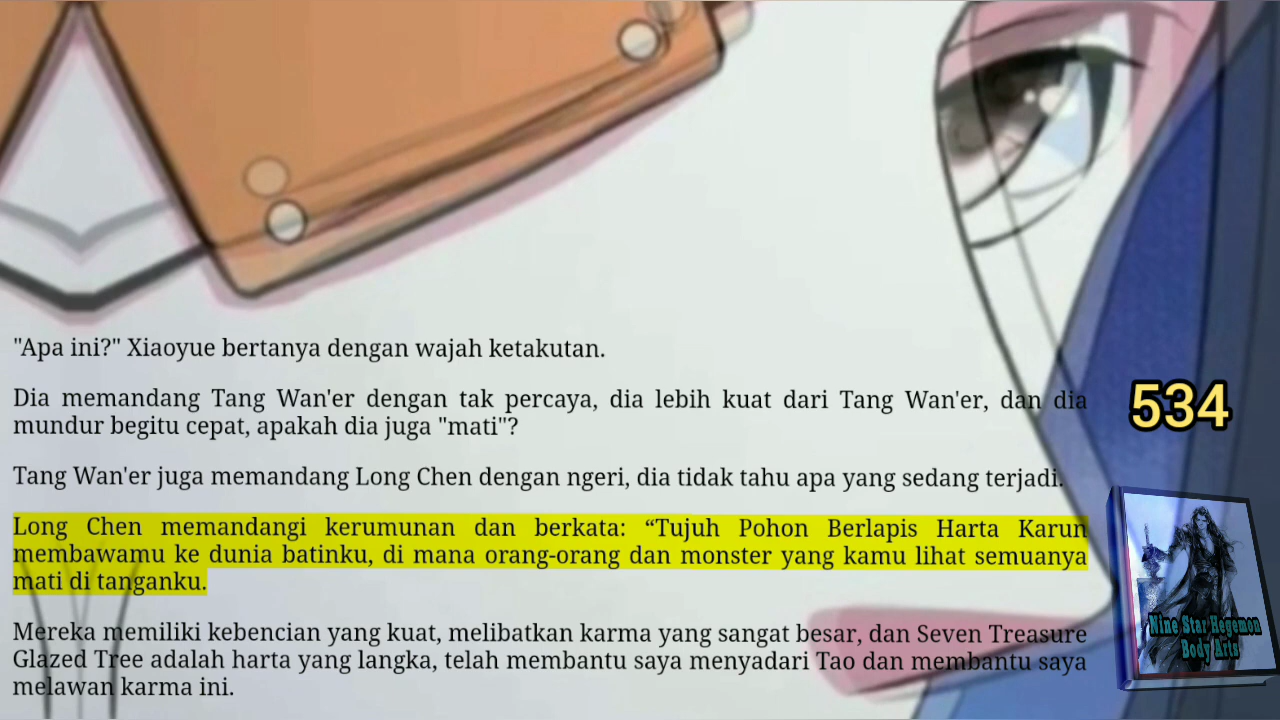 "Apa ini?" Xiaoyue bertanya dengan wajah ketakutan.
Dia memandang Tang Wan'er dengan tak percaya, dia lebih kuat dari Tang Wan'er, dan dia
mundur begitu cepat, apakah dia juga "mati"?
Tang Wan'er juga memandang Long Chen dengan ngeri, dia tidak tahu apa yang sedang terjadi.
Long Chen memandangi kerumunan dan berkata: “Tujuh Pohon Berlapis Harta Karun
membawamu ke dunia batinku, di mana orang-orang dan monster yang kamu lihat semuanya
mati di tanganku.
Mereka memiliki kebencian yang kuat, melibatkan karma yang sangat besar, dan Seven Treasure
Glazed Tree adalah harta yang langka, telah membantu saya menyadari Tao dan membantu saya
melawan karma ini.
534
Nine Star Hegemon
Body Arts